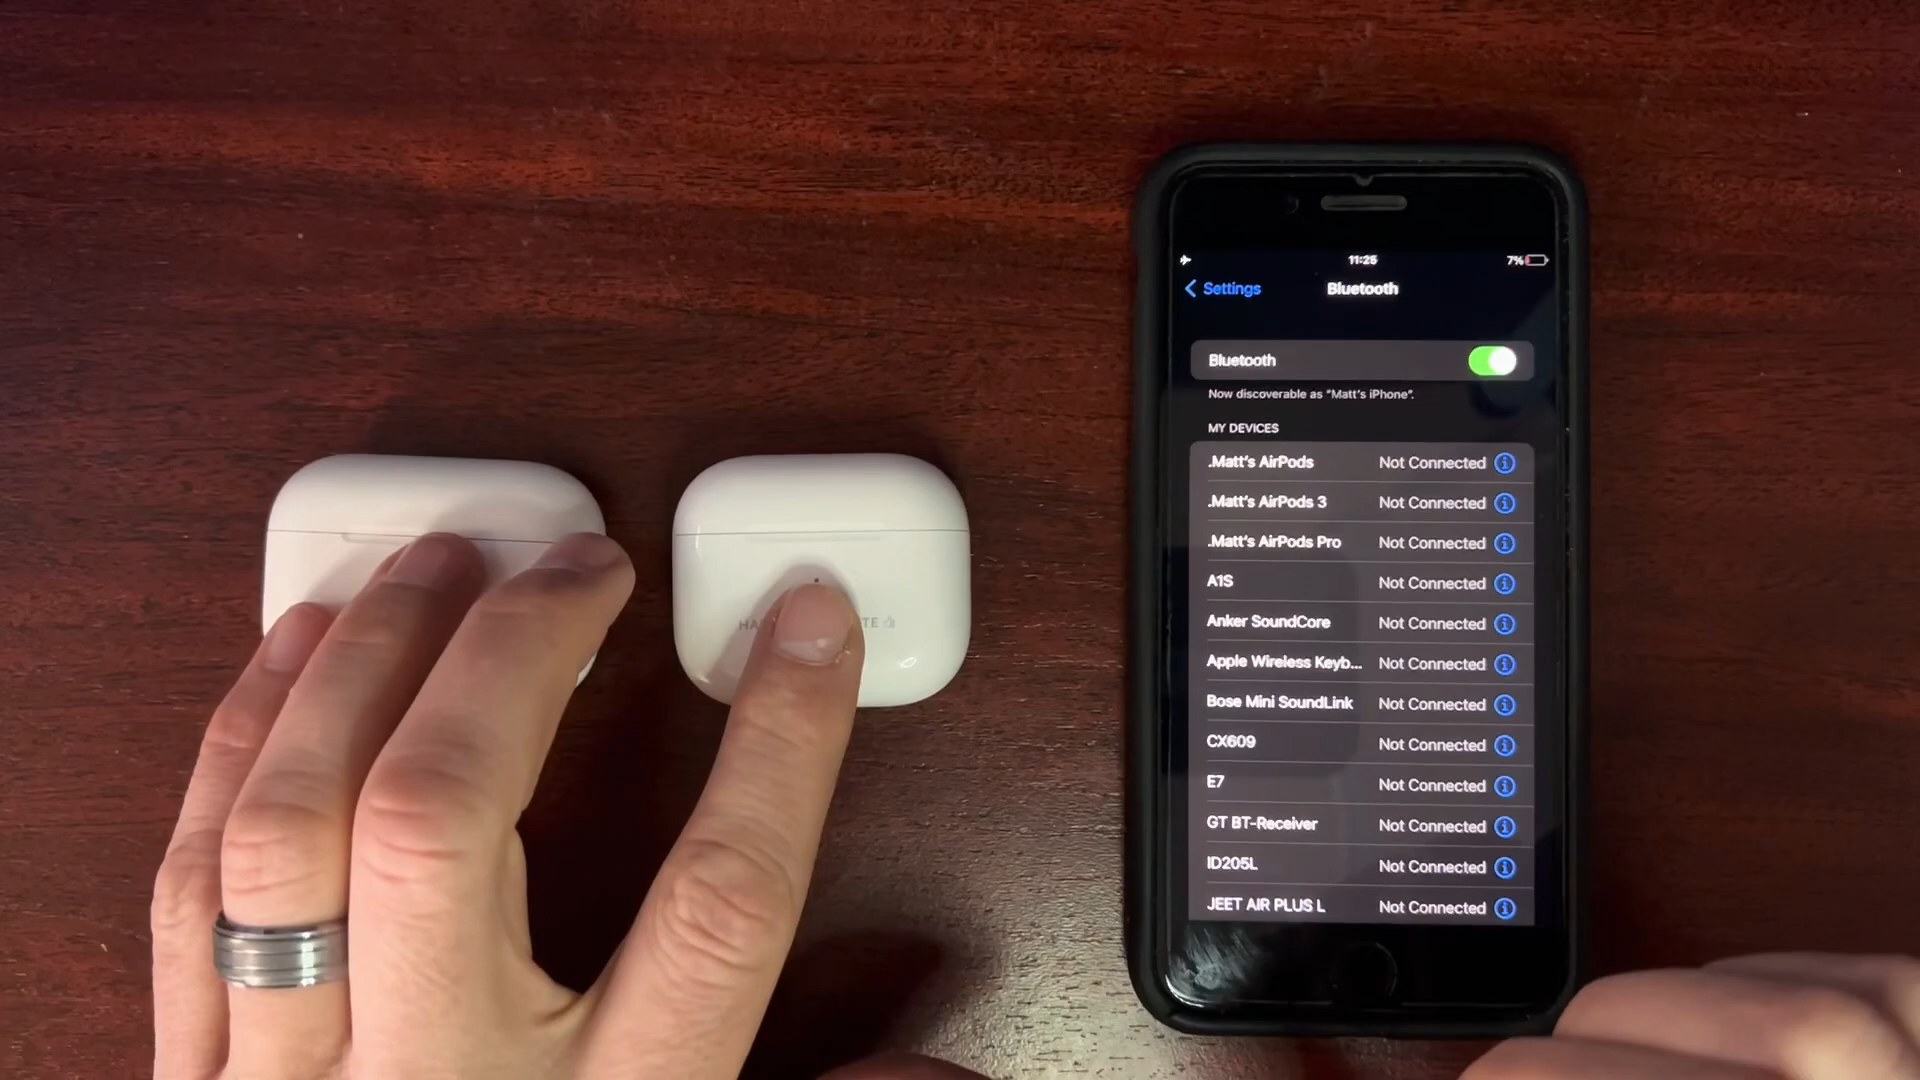 11:25
7%
Settings
Bluetooth
Bluetooth
Now discoverable as "Matt's iPhone".
MY DEVICES
.Matt's AirPods Not Connected
.Matt's AirPods 3 Not Connected
.Matt's AirPods Pro Not Connected
A1S Not Connected
Anker SoundCore Not Connected
Apple Wireless Keyb... Not Connected
Bose Mini SoundLink Not Connected
CX609 Not Connected
E7 Not Connected
GT BT-Receiver Not Connected
ID205L Not Connected
JEET AIR PLUS L Not Connected